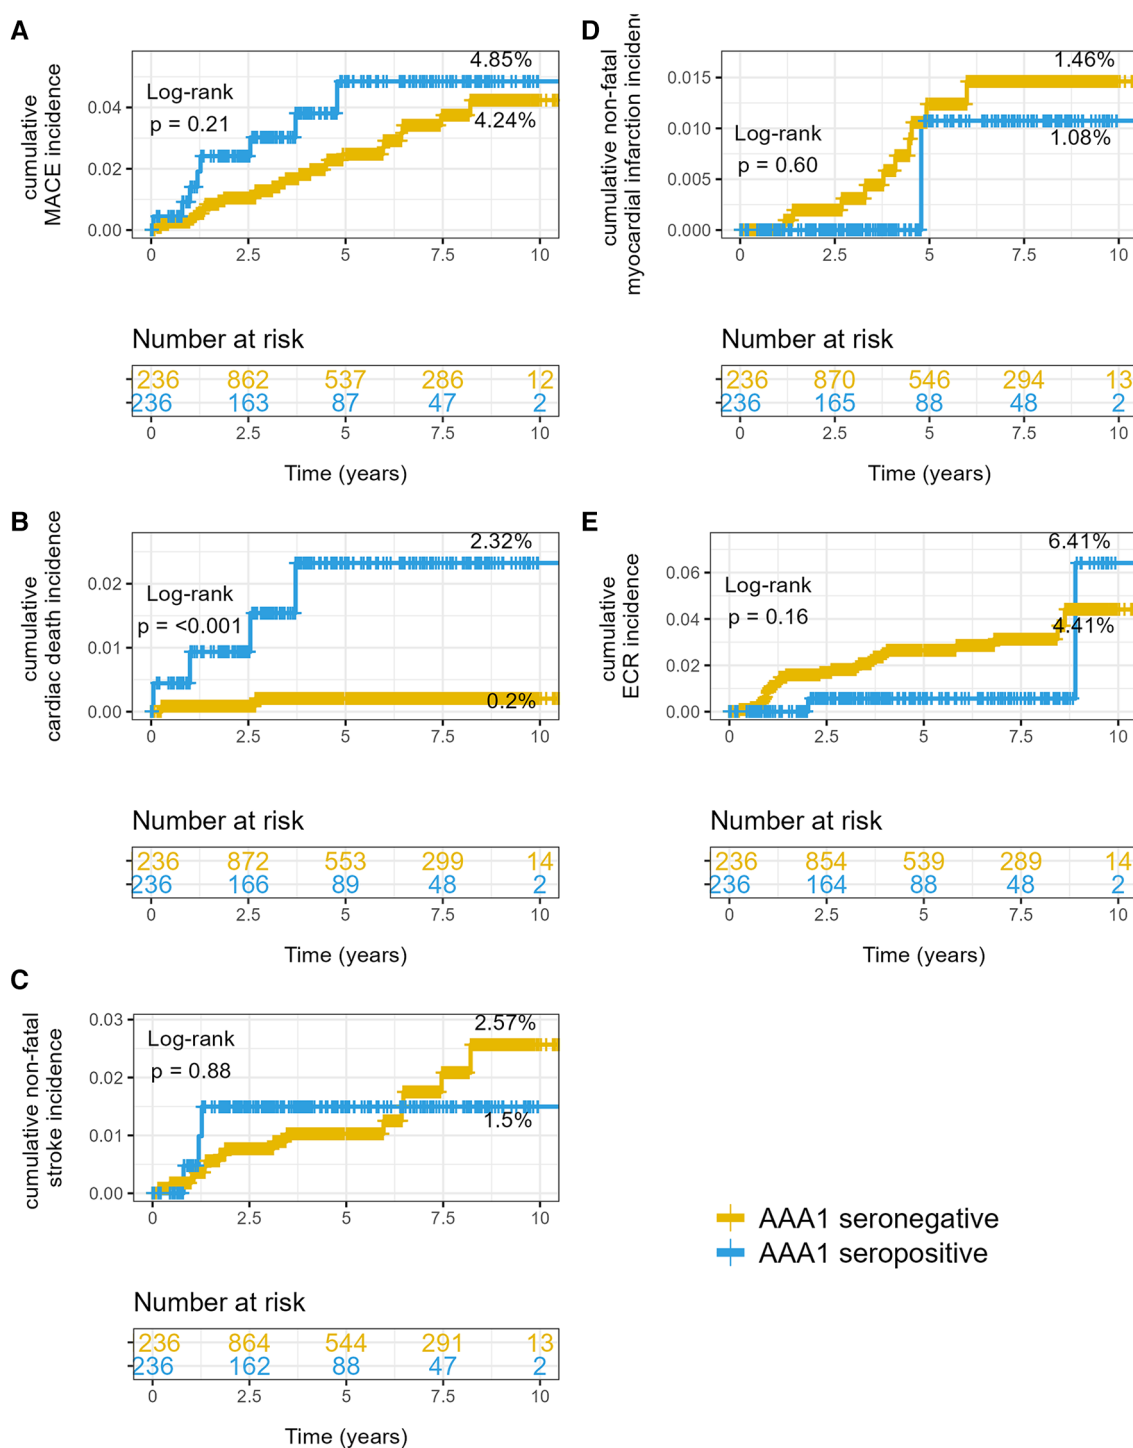 A
cumulative
MACE incidence
0.04
0.02
0.00
Log-rank
p = 0.21
4.85%
4.24%
0 2.5 5 7.5 10
Number at risk
236 862 537 286 12
236 163 87 47 2
0 2.5 5 7.5 10
Time (years)
B
cumulative
cardiac death incidence
0.02
0.01
0.00
Log-rank
p = <0.001
2.32%
0.2%
0 2.5 5 7.5 10
Number at risk
236 872 553 299 14
236 166 89 48 2
0 2.5 5 7.5 10
Time (years)
C
cumulative non-fatal
stroke incidence
0.03
0.02
0.01
0.00
Log-rank
p = 0.88
2.57%
1.5%
0 2.5 5 7.5 10
Number at risk
236 864 544 291 13
236 162 88 47 2
0 2.5 5 7.5 10
Time (years)
D
cumulative non-fatal
myocardial infarction inciden
0.015
0.010
0.005
0.000
Log-rank
p = 0.60
1.46%
1.08%
0 2.5 5 7.5 10
Number at risk
236 870 546 294 13
236 165 88 48 2
0 2.5 5 7.5 10
Time (years)
E
cumulative
ECR incidence
0.06
0.04
0.02
0.00
Log-rank
p = 0.16
6.41%
4.41%
0 2.5 5 7.5 10
Number at risk
236 854 539 289 14
236 164 88 48 2
0 2.5 5 7.5 10
Time (years)
AAA1 seronegative
AAA1 seropositive